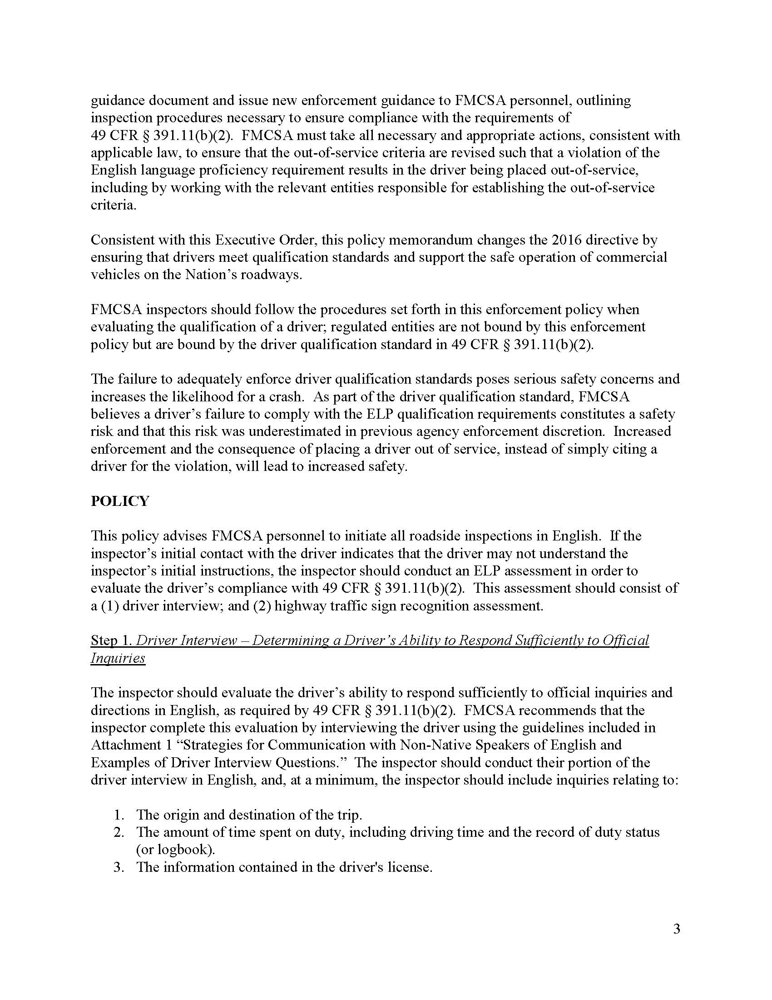 guidance document and issue new enforcement guidance to FMCSA personnel, outlining
inspection procedures necessary to ensure compliance with the requirements of
49 CFR § 391.11(b)(2).  FMCSA must take all necessary and appropriate actions, consistent with
applicable law, to ensure that the out-of-service criteria are revised such that a violation of the
English language proficiency requirement results in the driver being placed out-of-service,
including by working with the relevant entities responsible for establishing the out-of-service
criteria.
Consistent with this Executive Order, this policy memorandum changes the 2016 directive by
ensuring that drivers meet qualification standards and support the safe operation of commercial
vehicles on the Nation’s roadways.
FMCSA inspectors should follow the procedures set forth in this enforcement policy when
evaluating the qualification of a driver; regulated entities are not bound by this enforcement
policy but are bound by the driver qualification standard in 49 CFR § 391.11(b)(2).
The failure to adequately enforce driver qualification standards poses serious safety concerns and
increases the likelihood for a crash.  As part of the driver qualification standard, FMCSA
believes a driver’s failure to comply with the ELP qualification requirements constitutes a safety
risk and that this risk was underestimated in previous agency enforcement discretion.  Increased
enforcement and the consequence of placing a driver out of service, instead of simply citing a
driver for the violation, will lead to increased safety.
POLICY
This policy advises FMCSA personnel to initiate all roadside inspections in English.  If the
inspector’s initial contact with the driver indicates that the driver may not understand the
inspector’s initial instructions, the inspector should conduct an ELP assessment in order to
evaluate the driver’s compliance with 49 CFR § 391.11(b)(2).  This assessment should consist of
a (1) driver interview; and (2) highway traffic sign recognition assessment.
Step 1. Driver Interview – Determining a Driver’s Ability to Respond Sufficiently to Official
Inquiries
The inspector should evaluate the driver’s ability to respond sufficiently to official inquiries and
directions in English, as required by 49 CFR § 391.11(b)(2).  FMCSA recommends that the
inspector complete this evaluation by interviewing the driver using the guidelines included in
Attachment 1 “Strategies for Communication with Non-Native Speakers of English and
Examples of Driver Interview Questions.”  The inspector should conduct their portion of the
driver interview in English, and, at a minimum, the inspector should include inquiries relating to:
1. The origin and destination of the trip.
2. The amount of time spent on duty, including driving time and the record of duty status
(or logbook).
3. The information contained in the driver's license.
3